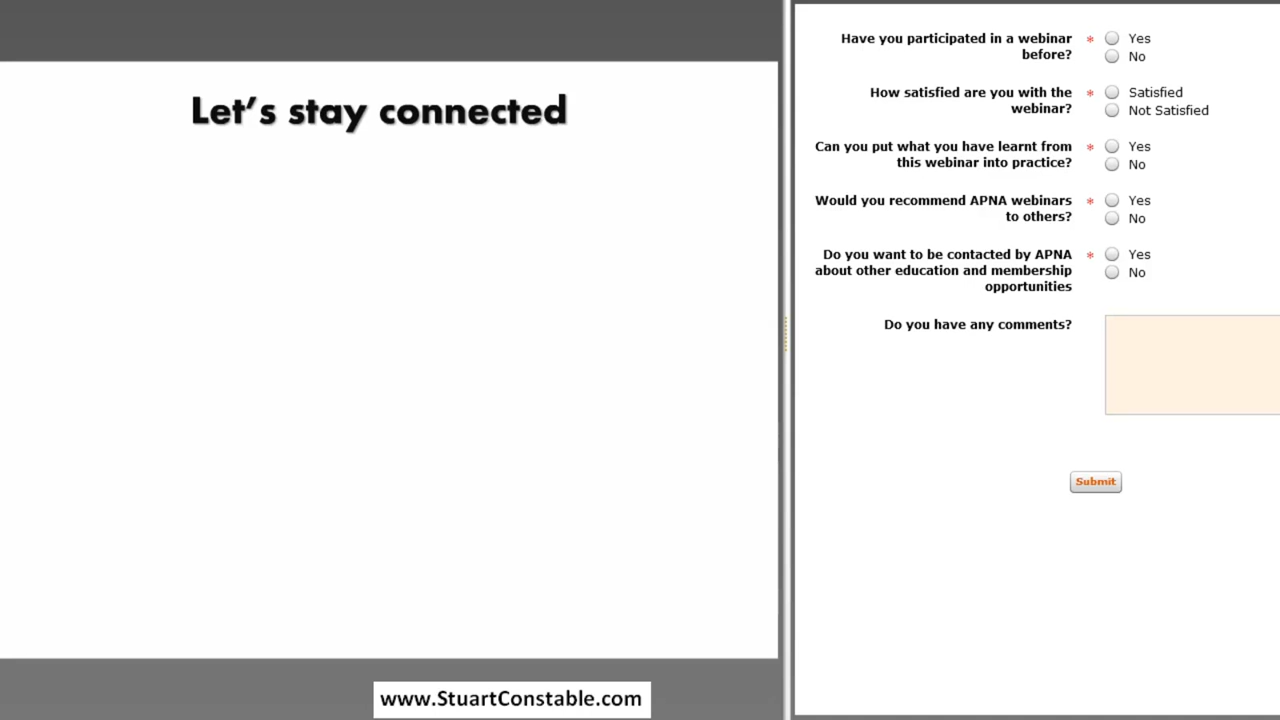 Let's stay connected
www.StuartConstable.com
Have you participated in a webinar
before?
* Yes
No
How satisfied are you with the
webinar?
* Satisfied
Not Satisfied
Can you put what you have learnt from
this webinar into practice?
* Yes
No
Would you recommend APNA webinars
to others?
* Yes
No
Do you want to be contacted by APNA
about other education and membership
opportunities
* Yes
No
Do you have any comments?
Submit